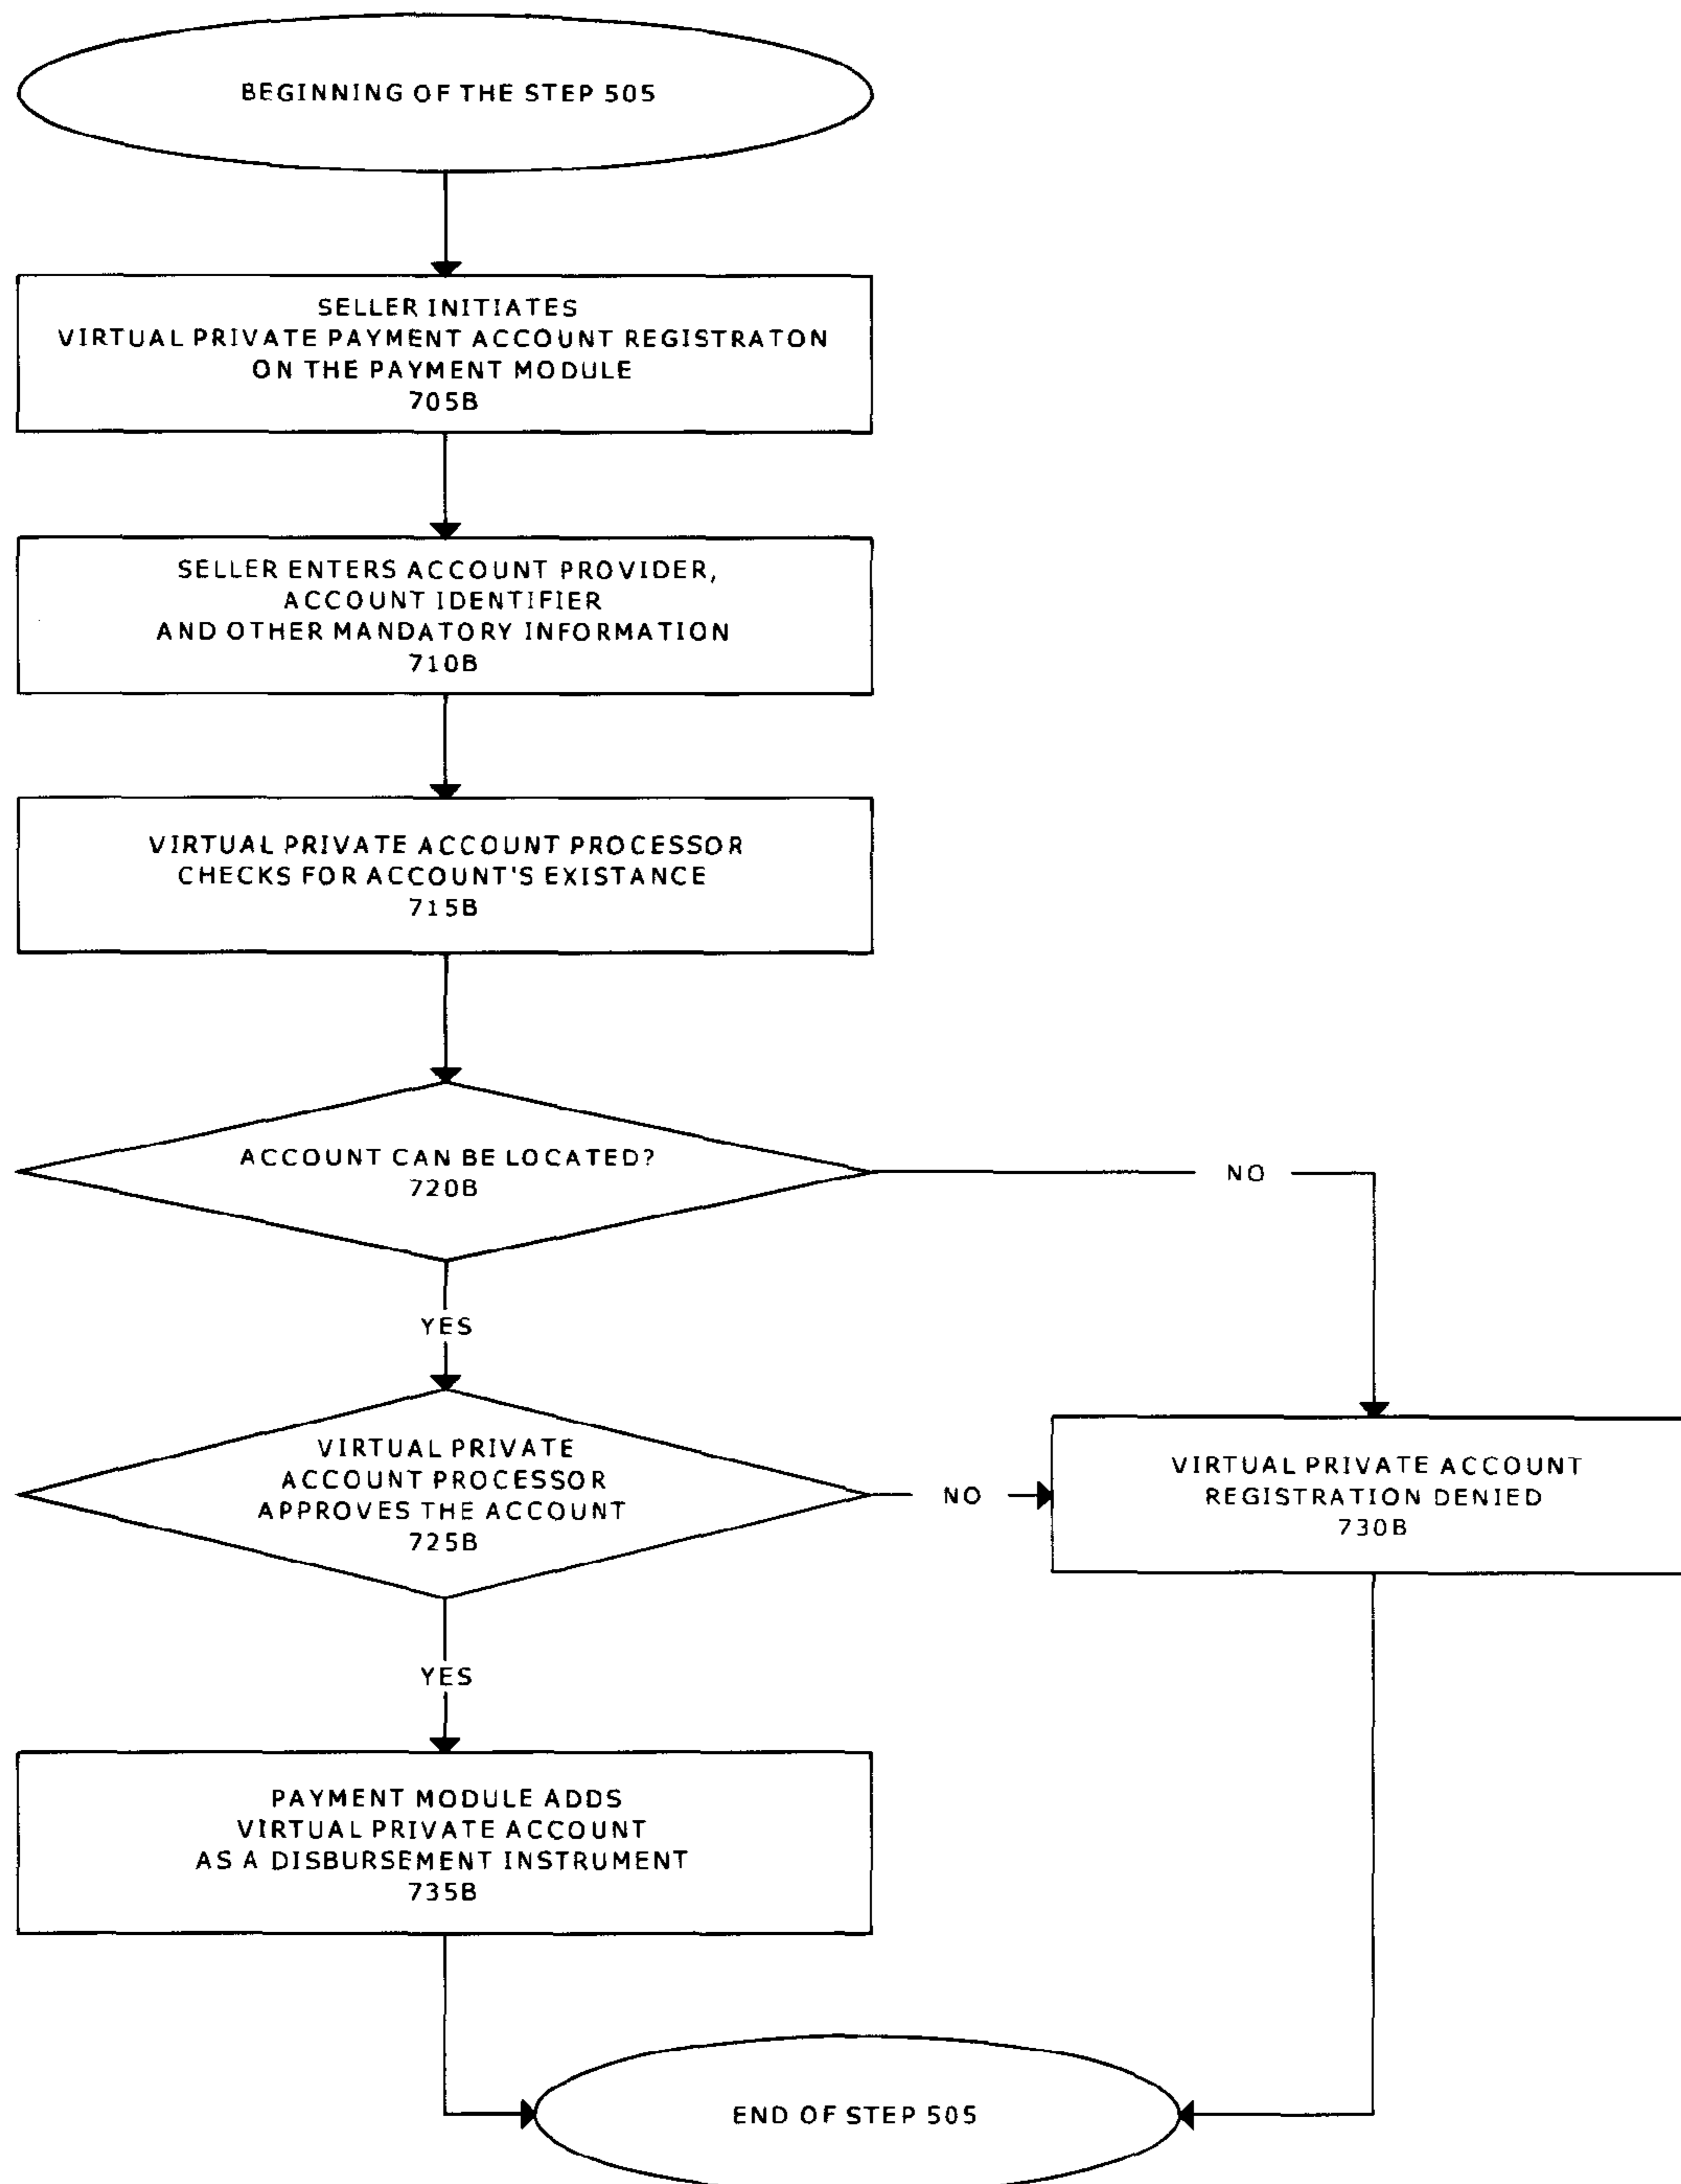 BEGINNING OF THE STEP 505
SELLER INITIATES
VIRTUAL PRIVATE PAYMENT ACCOUNT REGISTRATON
ON THE PAYMENT MODULE
705B
SELLER ENTERS ACCOUNT PROVIDER,
ACCOUNT IDENTIFIER
AND OTHER MANDATORY INFORMATION
710B
VIRTUAL PRIVATE ACCOUNT PROCESSOR
CHECKS FOR ACCOUNT'S EXISTANCE
715B
ACCOUNT CAN BE LOCATED?
720B
NO
YES
VIRTUAL PRIVATE
ACCOUNT PROCESSOR
APPROVES THE ACCOUNT
725B
NO
VIRTUAL PRIVATE ACCOUNT
REGISTRATION DENIED
730B
YES
PAYMENT MODULE ADDS
VIRTUAL PRIVATE ACCOUNT
AS A DISBURSEMENT INSTRUMENT
735B
END OF STEP 505